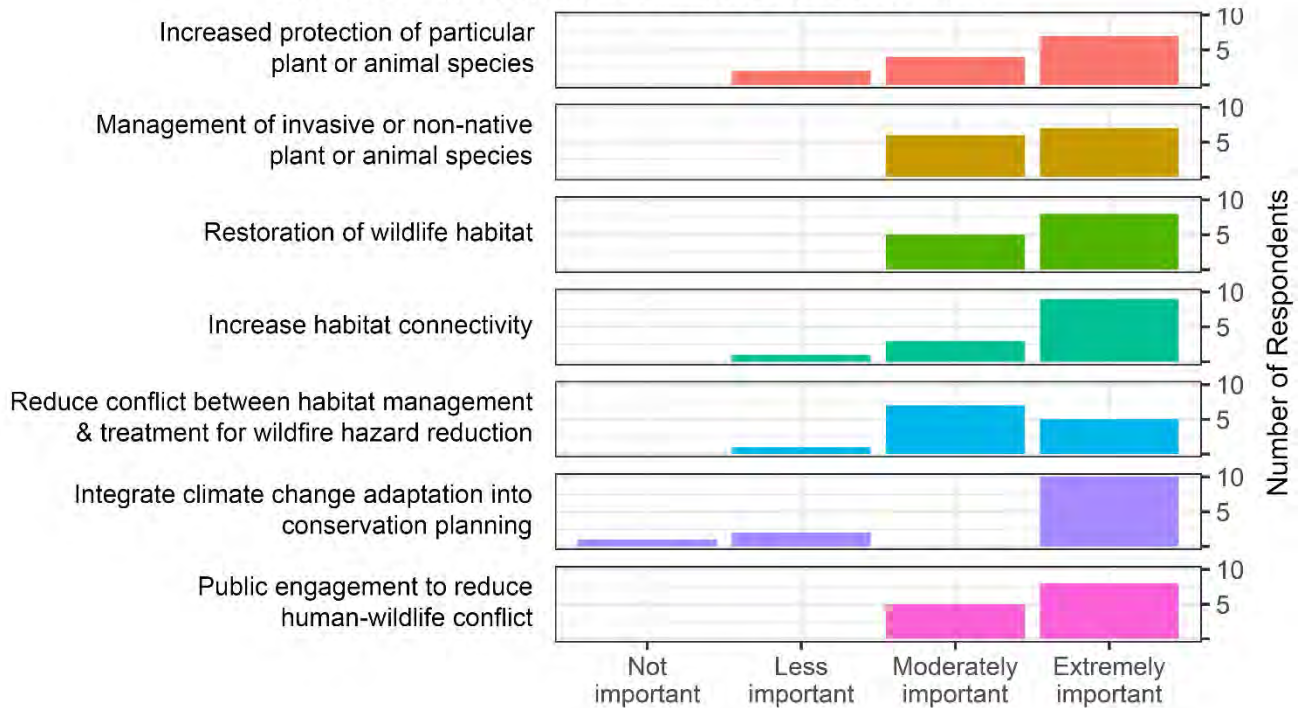 Increased protection of particular
plant or animal species
10
5
Management of invasive or non-native
plant or animal species
10
5
Restoration of wildlife habitat
10
5
Increase habitat connectivity
10
5
Reduce conflict between habitat management
& treatment for wildfire hazard reduction
10
5
Integrate climate change adaptation into
conservation planning
10
5
Public engagement to reduce
human-wildlife conflict
10
5
Number of Respondents
Not
important
Less
important
Moderately
important
Extremely
important